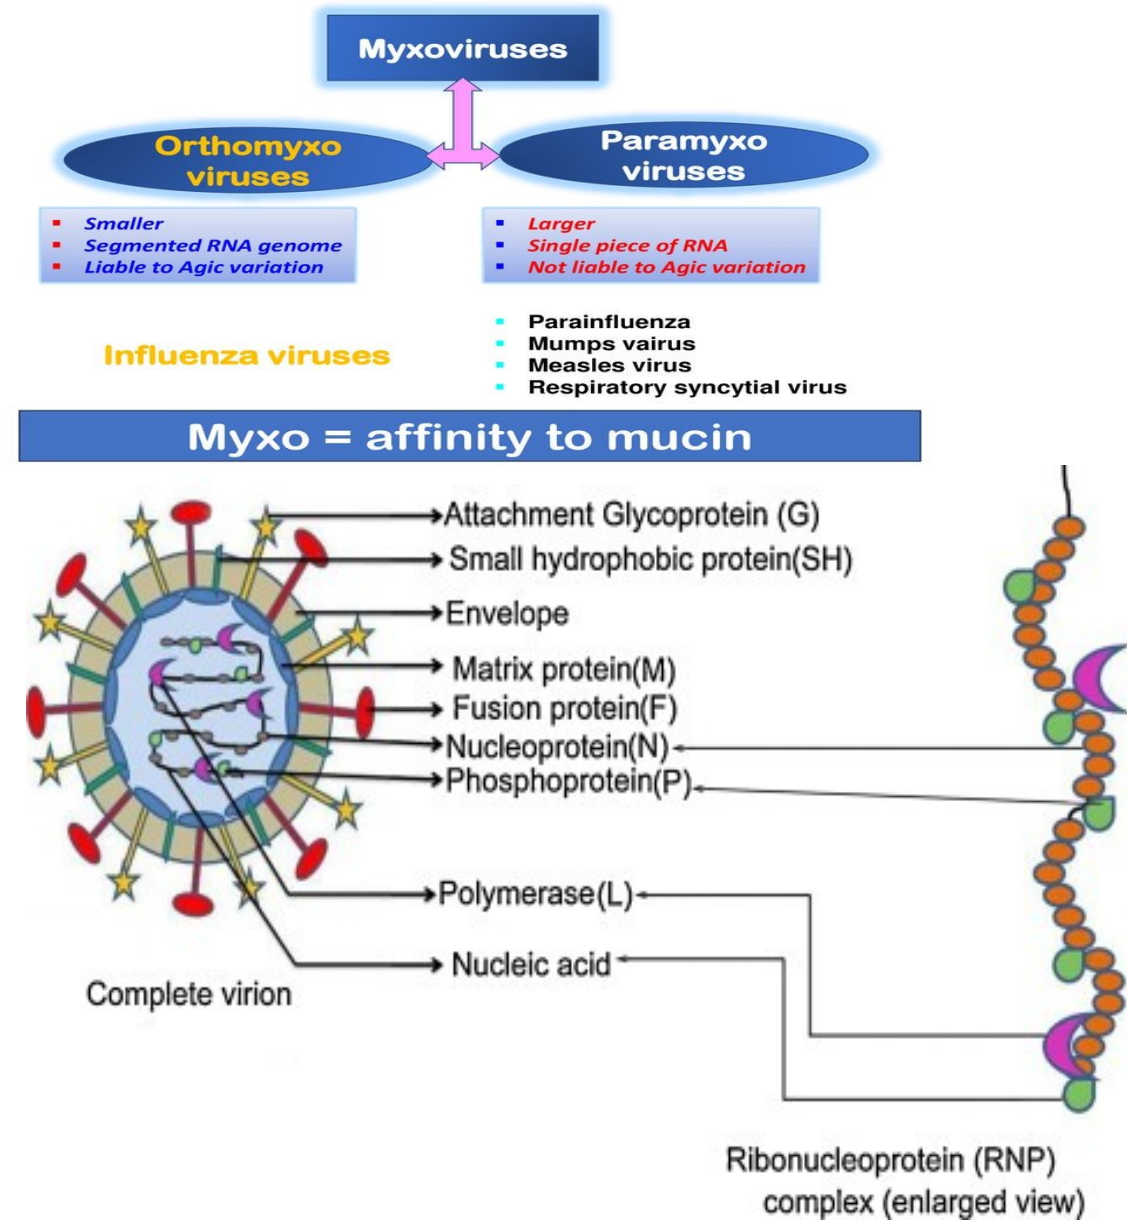 Myxoviruses
Orthomyxo
viruses
Paramyxo
viruses
Smaller
Segmented RNA genome
Liable to Agic variation
Larger
Single piece of RNA
Not liable to Agic variation
Influenza viruses
Parainfluenza
Mumps vairus
Measles virus
Respiratory syncytial virus
Myxo = affinity to mucin
Attachment Glycoprotein (G)
Small hydrophobic protein(SH)
Envelope
Matrix protein(M)
Fusion protein(F)
Nucleoprotein(N)
Phosphoprotein(P)
Polymerase(L)
Nucleic acid
Complete virion
Ribonucleoprotein (RNP)
complex (enlarged view)